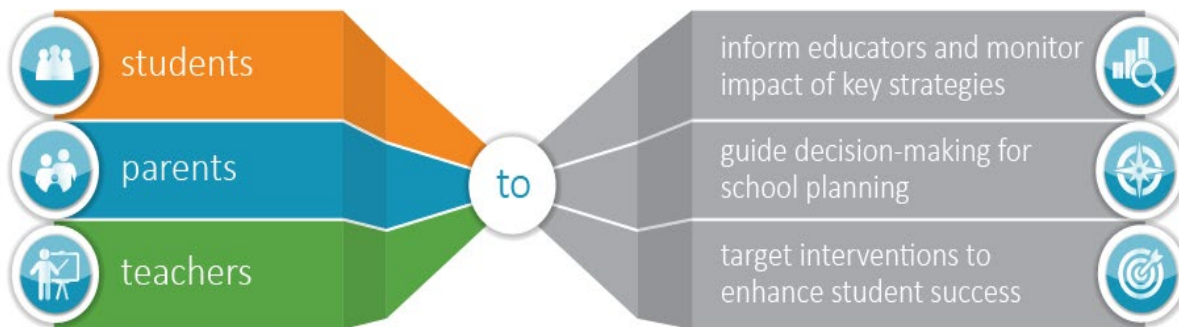 students
parents
teachers
to
inform educators and monitor
impact of key strategies
guide decision-making for
school planning
target interventions to
enhance student success